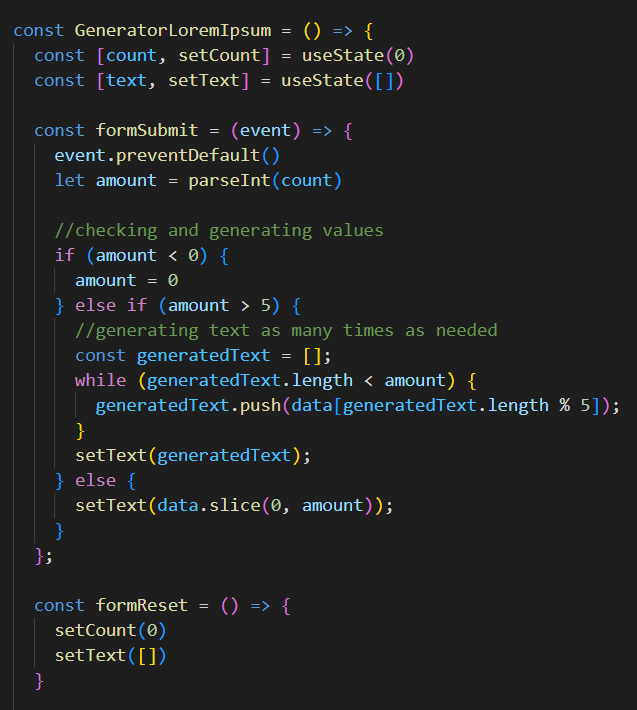 const GeneratorLoremIpsum = () => {
  const [count, setCount] = useState(0)
  const [text, setText] = useState([])

  const formSubmit = (event) => {
    event.preventDefault()
    let amount = parseInt(count)

    //checking and generating values
    if (amount < 0) {
      amount = 0
    } else if (amount > 5) {
      //generating text as many times as needed
      const generatedText = [];
      while (generatedText.length < amount) {
        generatedText.push(data[generatedText.length % 5]);
      }
      setText(generatedText);
    } else {
      setText(data.slice(0, amount));
    }
  };

  const formReset = () => {
    setCount(0)
    setText([])
  }